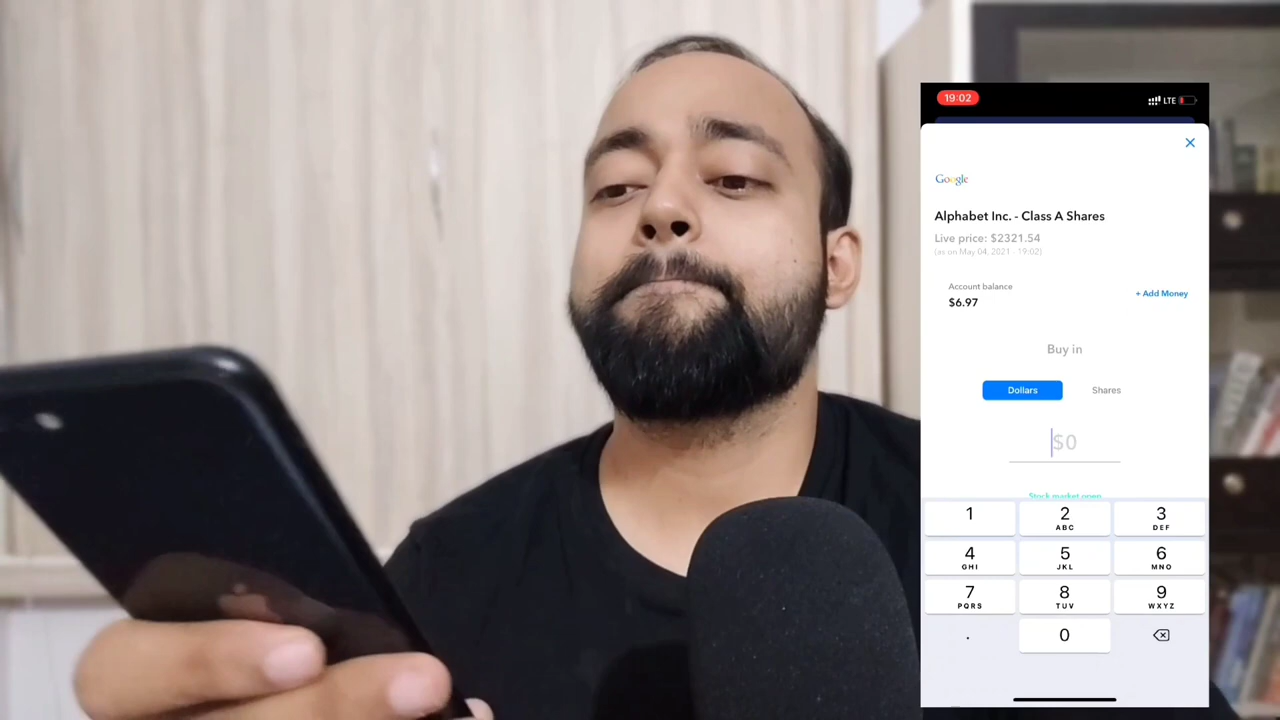 19:02
LTE
Google
Alphabet Inc. - Class A Shares
Live price: $2321.54
(as on May 04, 2021 - 19:02)
Account balance
$6.97
+ Add Money
Buy in
Dollars
Shares
$0
Stock market open
1
2
ABC
3
DEF
4
GHI
5
JKL
6
MNO
7
PQRS
8
TUV
9
WXYZ
.
0